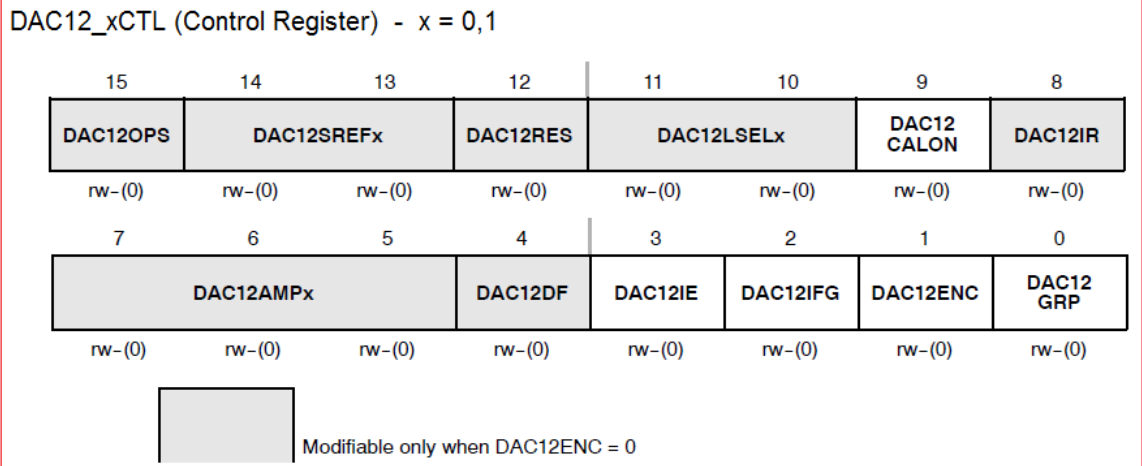 DAC12_xCTL (Control Register) - x = 0,1
15 14 13 12 11 10 9 8
DAC12OPS DAC12SREFx DAC12RES DAC12LSELx DAC12 CALON DAC12IR
rw-(0) rw-(0) rw-(0) rw-(0) rw-(0) rw-(0) rw-(0) rw-(0)
7 6 5 4 3 2 1 0
DAC12AMPx DAC12DF DAC12IE DAC12IFG DAC12ENC DAC12 GRP
rw-(0) rw-(0) rw-(0) rw-(0) rw-(0) rw-(0) rw-(0) rw-(0)
Modifiable only when DAC12ENC = 0